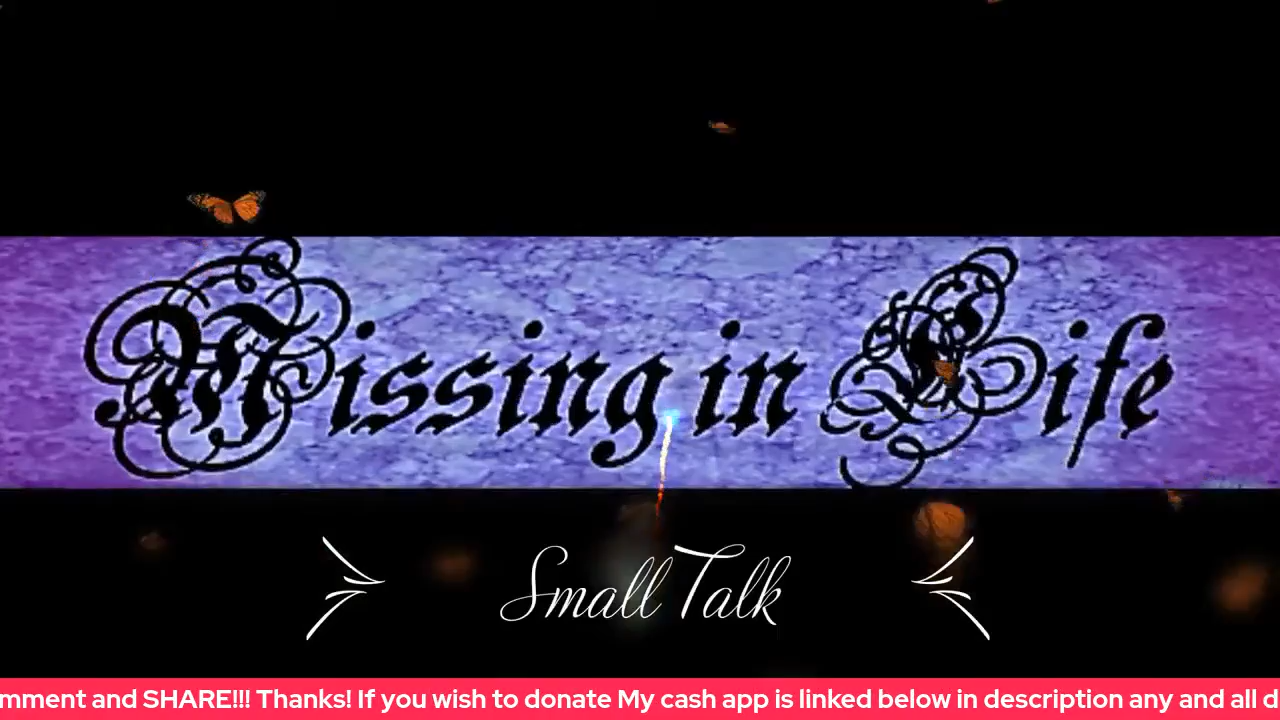 Missing in Life
Small Talk
mment and SHARE!!! Thanks! If you wish to donate My cash app is linked below in description any and all d